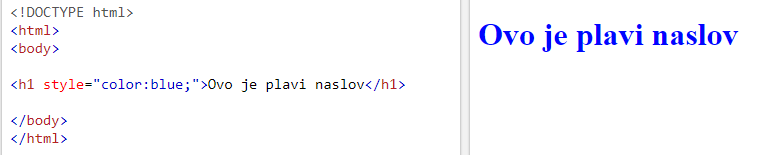 <!DOCTYPE html>
<html>
<body>
<h1 style="color:blue;">Ovo je plavi naslov</h1>
</body>
</html>
Ovo je plavi naslov